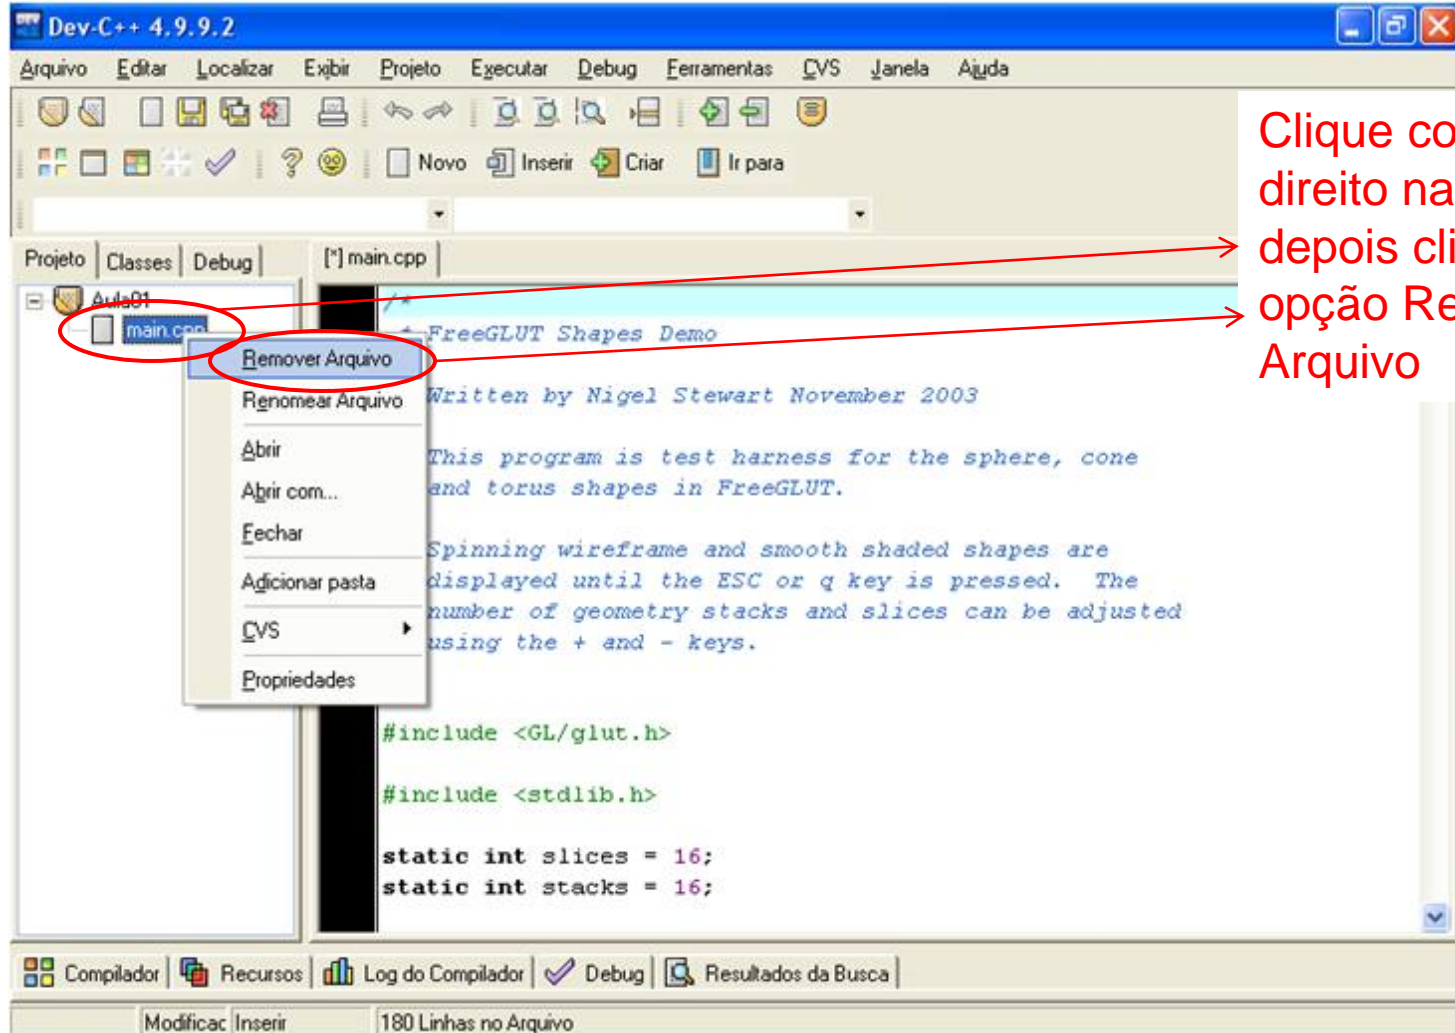 Dev-C++ 4.9.9.2
Arquivo Editar Localizar Exibir Projeto Executar Debug Ferramentas CVS Janela Ajuda
Novo Inserir Criar Ir para
Clique co
direito na
depois cli
opção Re
Arquivo
Projeto Classes Debug
[*] main.cpp
Aula01
main.cpp
Remover Arquivo
Renomear Arquivo
Abrir
Abrir com...
Fechar
Adicionar pasta
CVS
Propriedades
/*
FreeGLUT Shapes Demo
Written by Nigel Stewart November 2003
This program is test harness for the sphere, cone
and torus shapes in FreeGLUT.
Spinning wireframe and smooth shaded shapes are
displayed until the ESC or q key is pressed. The
number of geometry stacks and slices can be adjusted
using the + and - keys.
#include <GL/glut.h>
#include <stdlib.h>
static int slices = 16;
static int stacks = 16;
Compilador Recursos Log do Compilador Debug Resultados da Busca
Modificac Inserir 180 Linhas no Arquivo